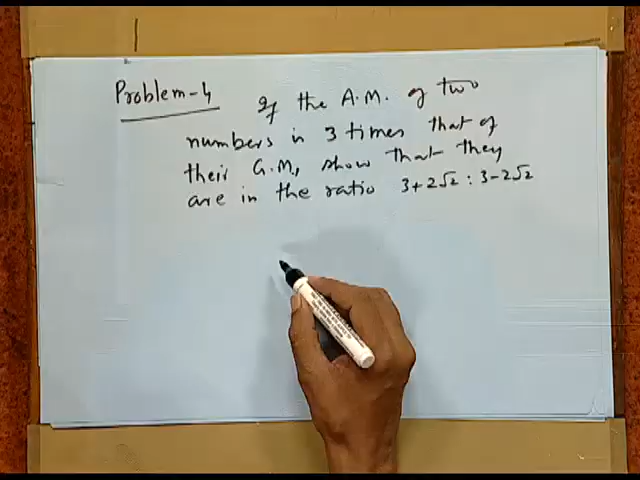 Problem-4 If the A.M. of two
numbers is 3 times that of
their G.M., show that they
are in the ratio 3+2√2 : 3-2√2